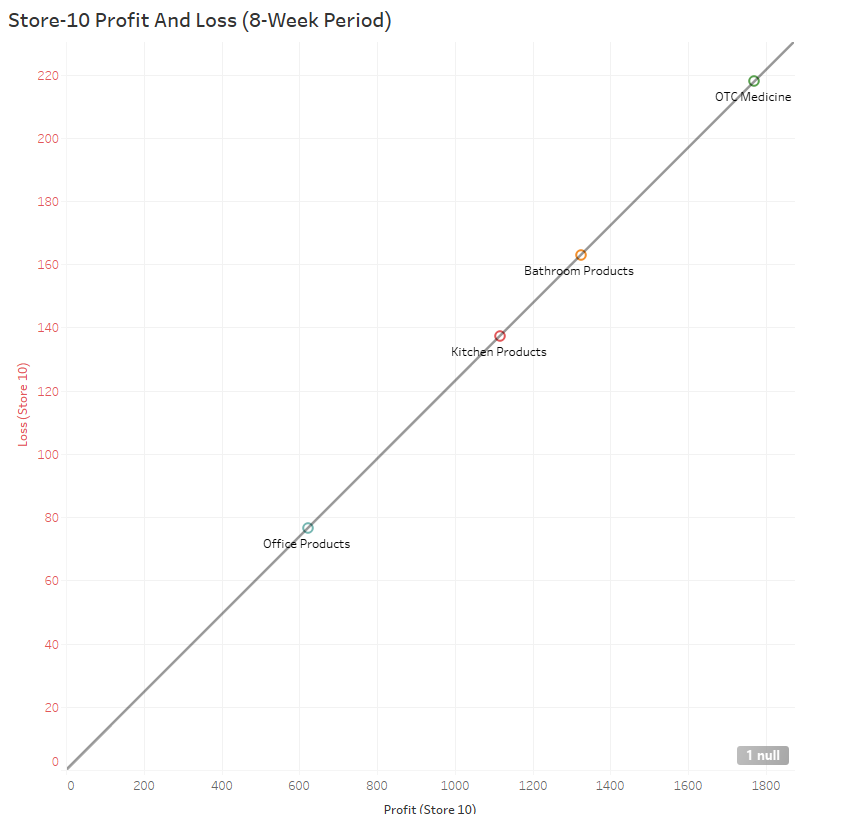 Store-10 Profit And Loss (8-Week Period)
220
OTC Medicine
200
180
160
Bathroom Products
140
Kitchen Products
Loss (Store 10)
120
100
80
Office Products
60
40
20
1 null
0
0 200 400 600 800 1000 1200 1400 1600 1800
Profit (Store 10)